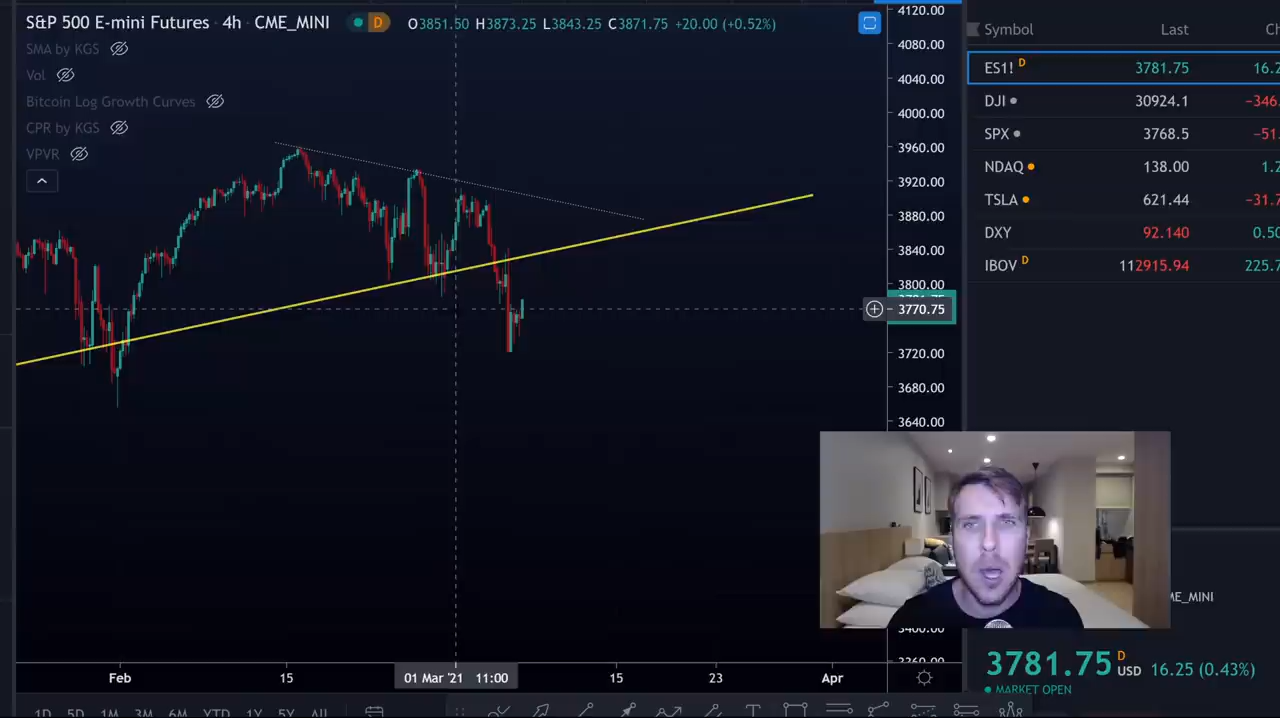 S&P 500 E-mini Futures · 4h · CME_MINI D O3851.50 H3873.25 L3843.25 C3871.75 +20.00 (+0.52%)
SMA by KGS
Vol
Bitcoin Log Growth Curves
CPR by KGS
VPVR
4120.00
4080.00
4040.00
4000.00
3960.00
3920.00
3880.00
3840.00
3800.00
3770.75
3720.00
3680.00
3640.00
Feb 15 01 Mar '21 11:00 15 23 Apr
1D 5D 1M 3M 6M YTD 1Y 5Y All
Symbol Last Ch
ES1! D 3781.75 16.2
DJI 30924.1 −346.
SPX 3768.5 −51.
NDAQ 138.00 1.2
TSLA 621.44 −31.7
DXY 92.140 0.50
IBOV D 112915.94 225.7
ME_MINI
3781.75 D USD 16.25 (0.43%)
MARKET OPEN